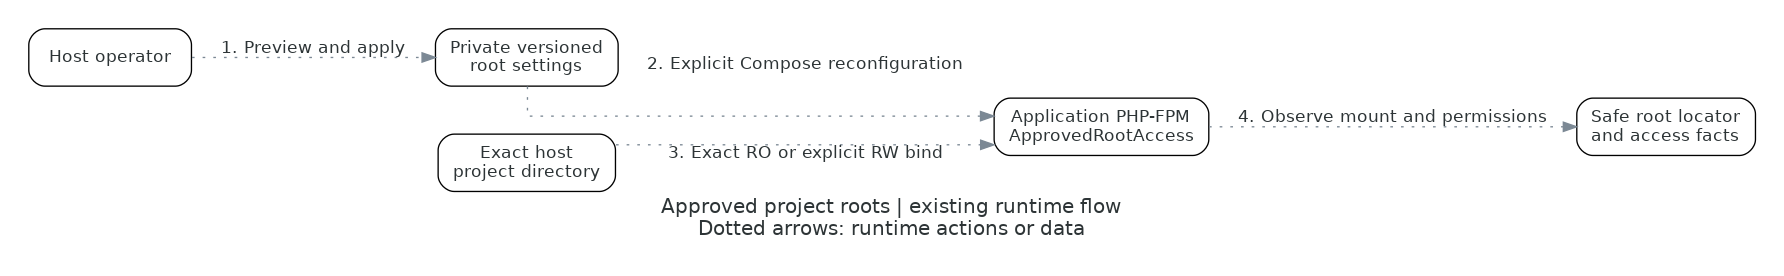 Host operator
1. Preview and apply
Private versioned
root settings
2. Explicit Compose reconfiguration
Exact host
project directory
3. Exact RO or explicit RW bind
Application PHP-FPM
ApprovedRootAccess
4. Observe mount and permissions
Safe root locator
and access facts
Approved project roots | existing runtime flow
Dotted arrows: runtime actions or data